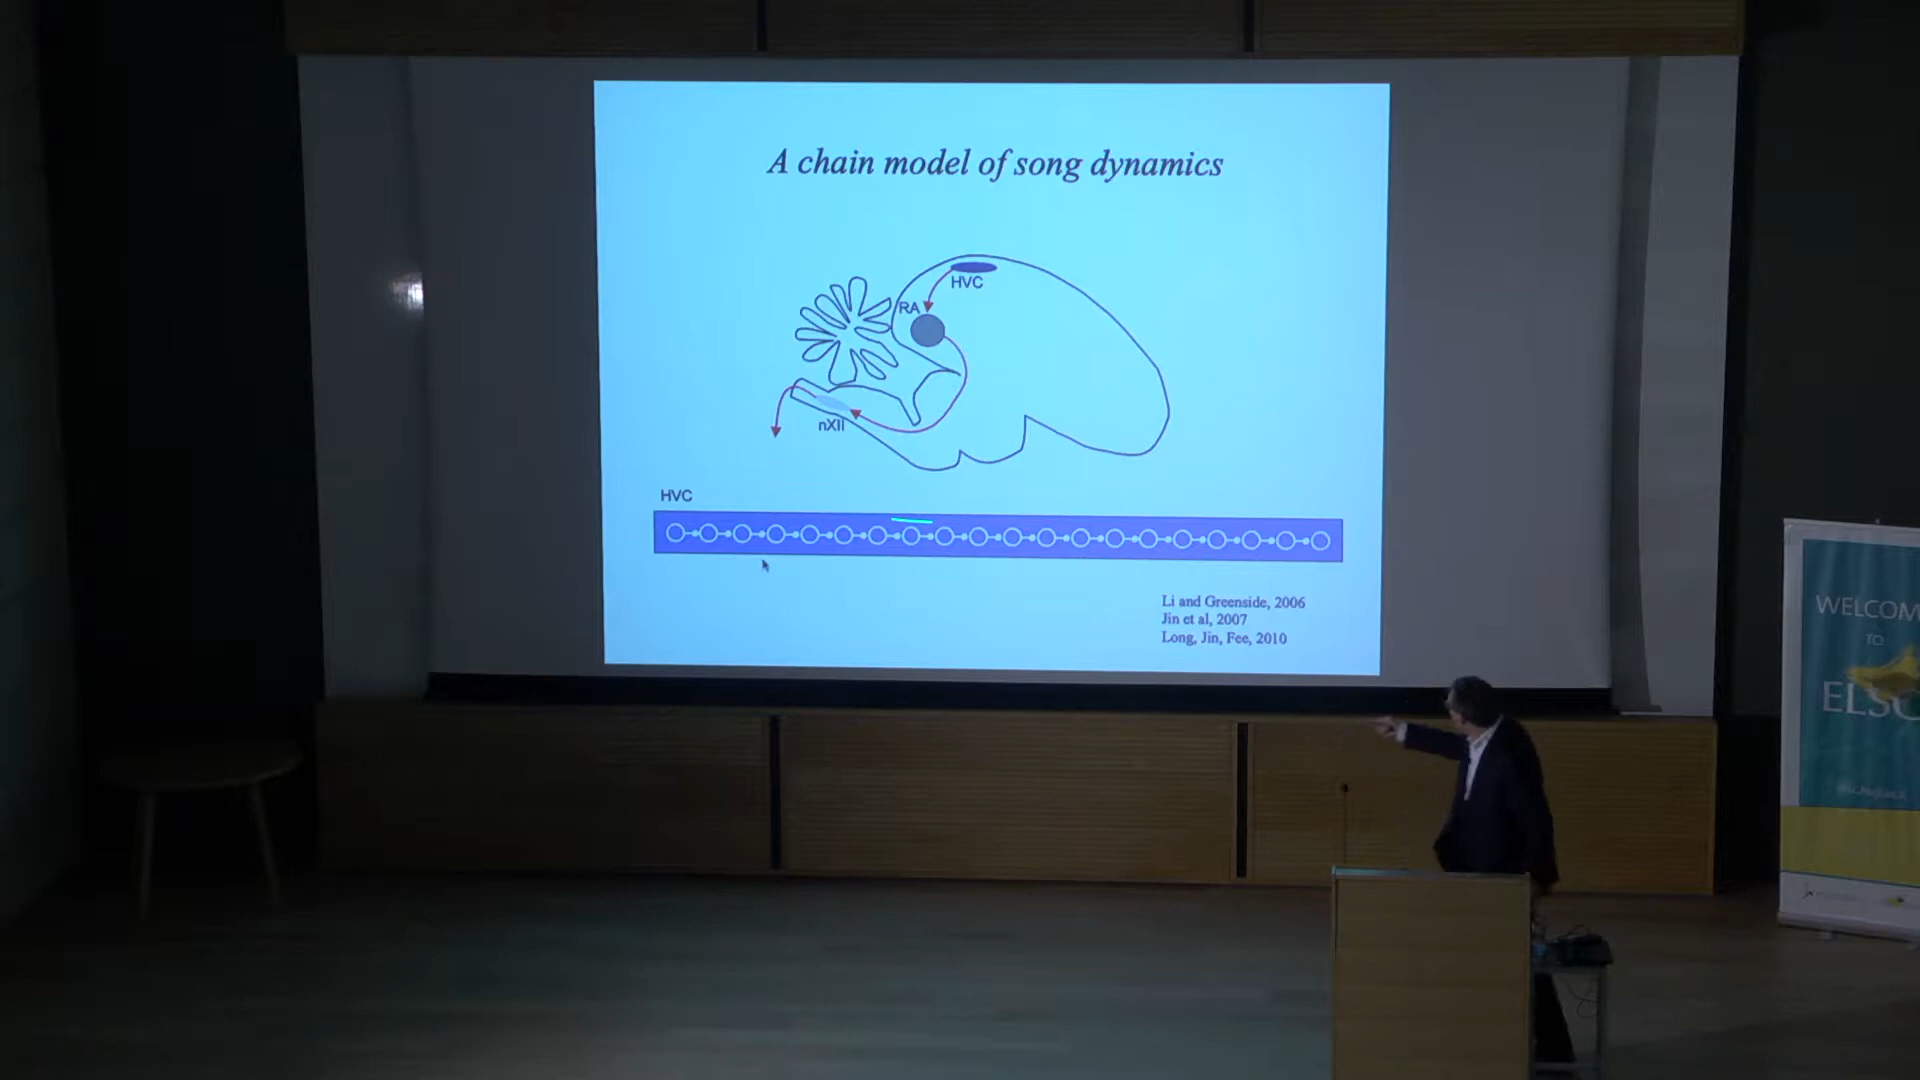 A chain model of song dynamics
HVC
RA
nXII
HVC
Li and Greenside, 2006
Jin et al, 2007
Long, Jin, Fee, 2010
WELCOM
TO
ELSC